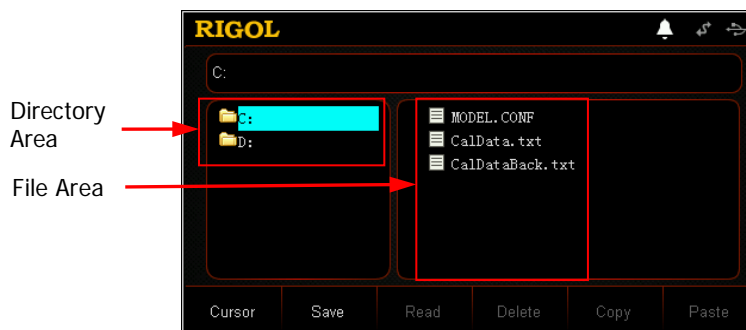 RIGOL
C:
Directory
Area
C:
D:
File Area
MODEL.CONF
CalData.txt
CalDataBack.txt
Cursor Save Read Delete Copy Paste